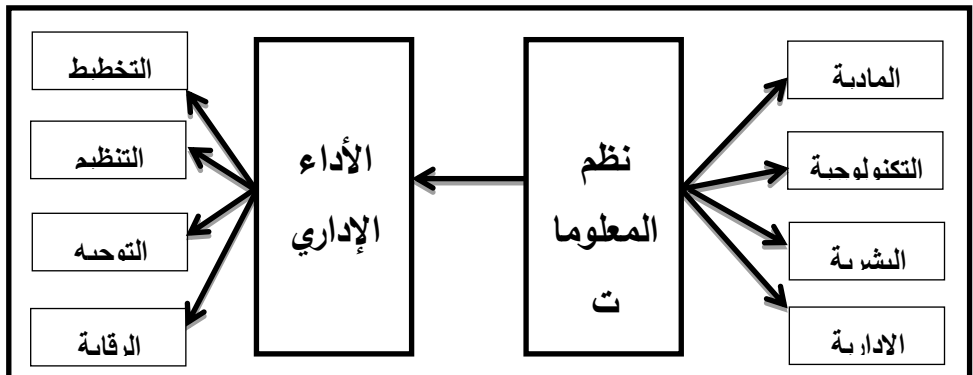 المادية
التكنولوجية
البشرية
الادارية
نظم
المعلوما
ت
الأداء
الإداري
التخطيط
التنظيم
التوجيه
الرقابة